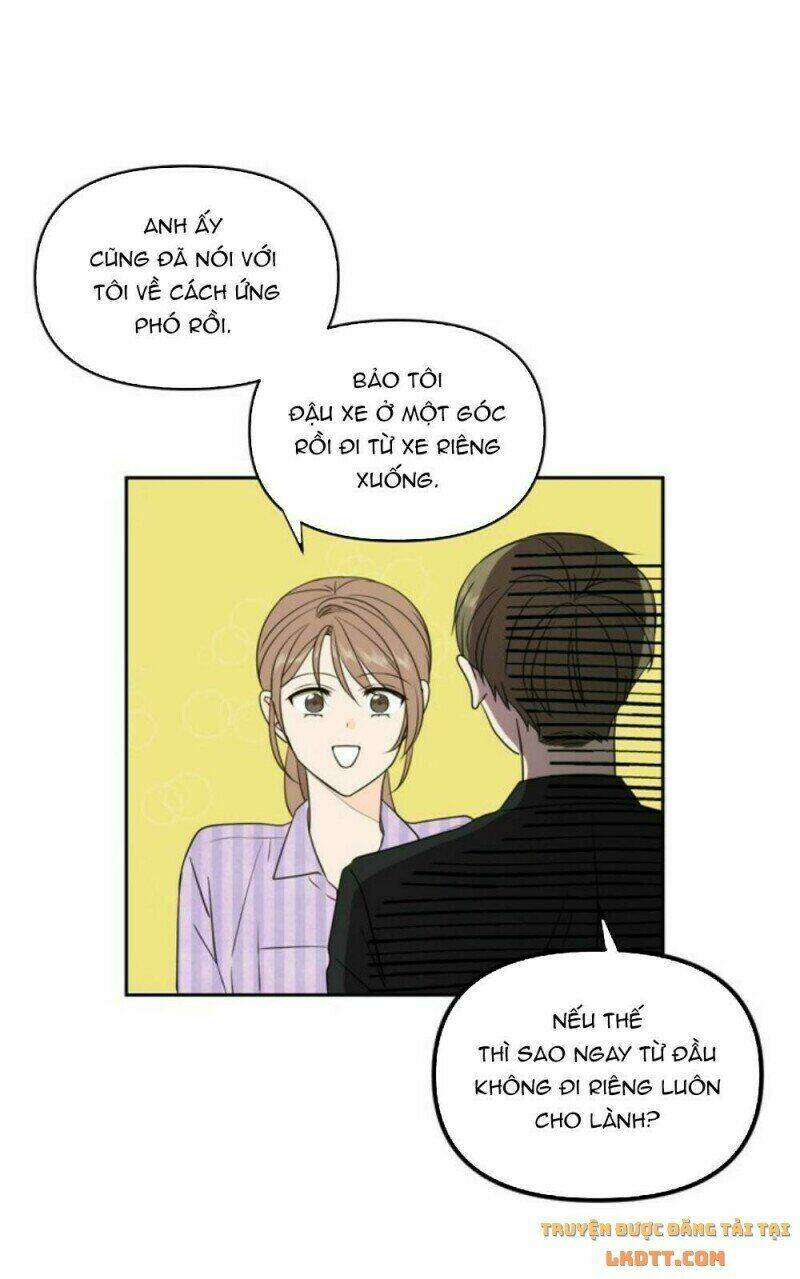 ANH ẤY
CŨNG ĐÃ NÓI VỚI
TÔI VỀ CÁCH ỨNG
PHÓ RỒI.
BẢO TÔI
ĐẬU XE Ở MỘT GÓC
RỒI ĐI TỪ XE RIÊNG
XUỐNG.
NẾU THẾ
THÌ SAO NGAY TỪ ĐẦU
KHÔNG ĐI RIÊNG LUÔN
CHO LÀNH?
TRUYỆN ĐƯỢC ĐĂNG TẢI TẠI
LKDTT.COM